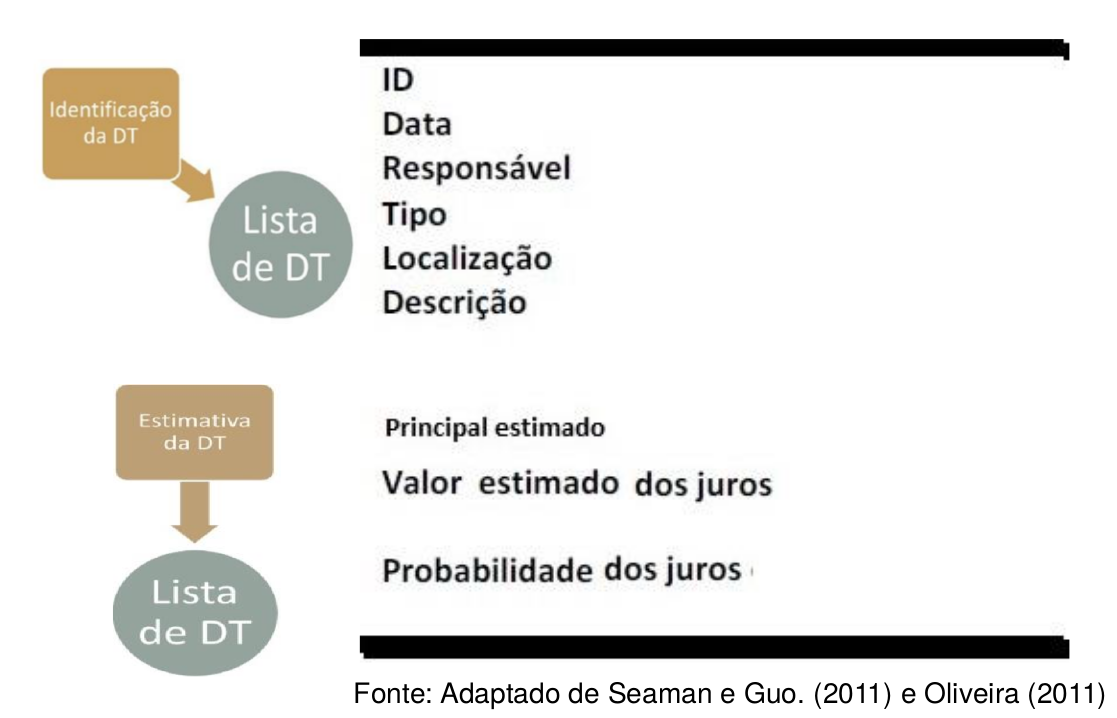 Identificação
da DT
Lista
de DT
ID
Data
Responsável
Tipo
Localização
Descrição
Estimativa
da DT
Lista
de DT
Principal estimado
Valor estimado dos juros
Probabilidade dos juros
Fonte: Adaptado de Seaman e Guo. (2011) e Oliveira (2011)